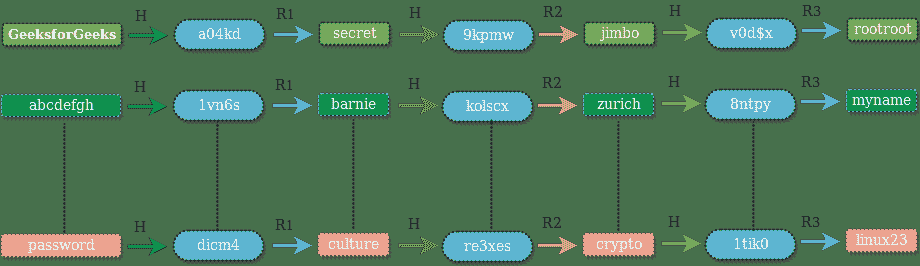 H R1 H R2 H R3
GeeksforGeeks a04kd secret 9kpmw jimbo v0d$x rootroot
H R1 H R2 H R3
abcdefgh 1vn6s barnie kolscx zurich 8ntpy myname
H R1 H R2 H R3
password dicm4 culture re3xes crypto 1tik0 linux23